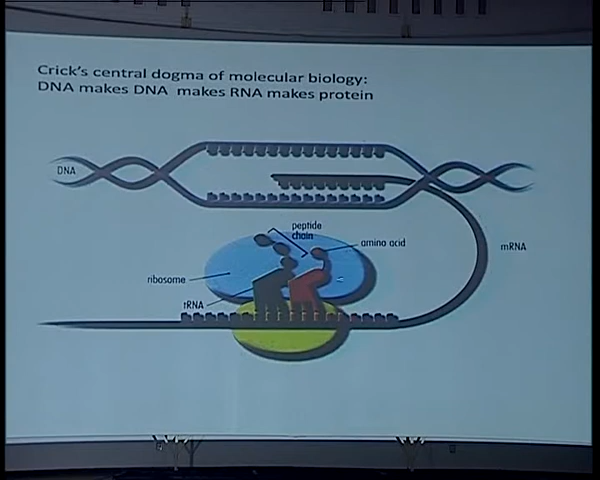 Crick's central dogma of molecular biology:
DNA makes DNA makes RNA makes protein
DNA
peptide
chain
amino acid
mRNA
ribosome
tRNA